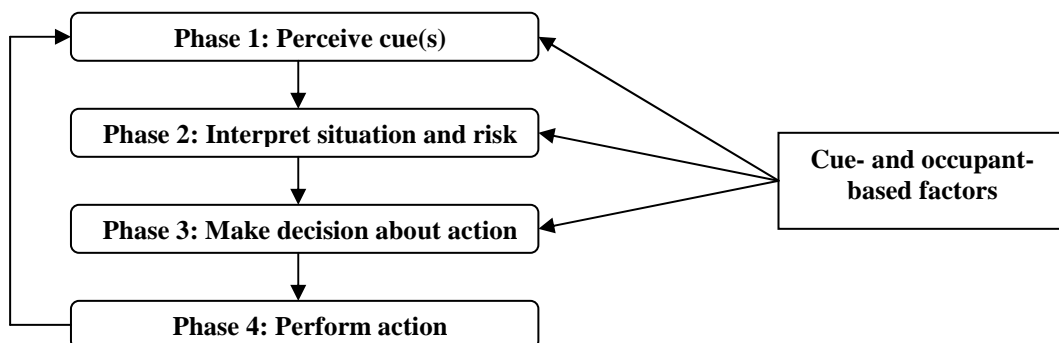 Phase 1: Perceive cue(s)
Phase 2: Interpret situation and risk
Cue- and occupant-
based factors
Phase 3: Make decision about action
Phase 4: Perform action